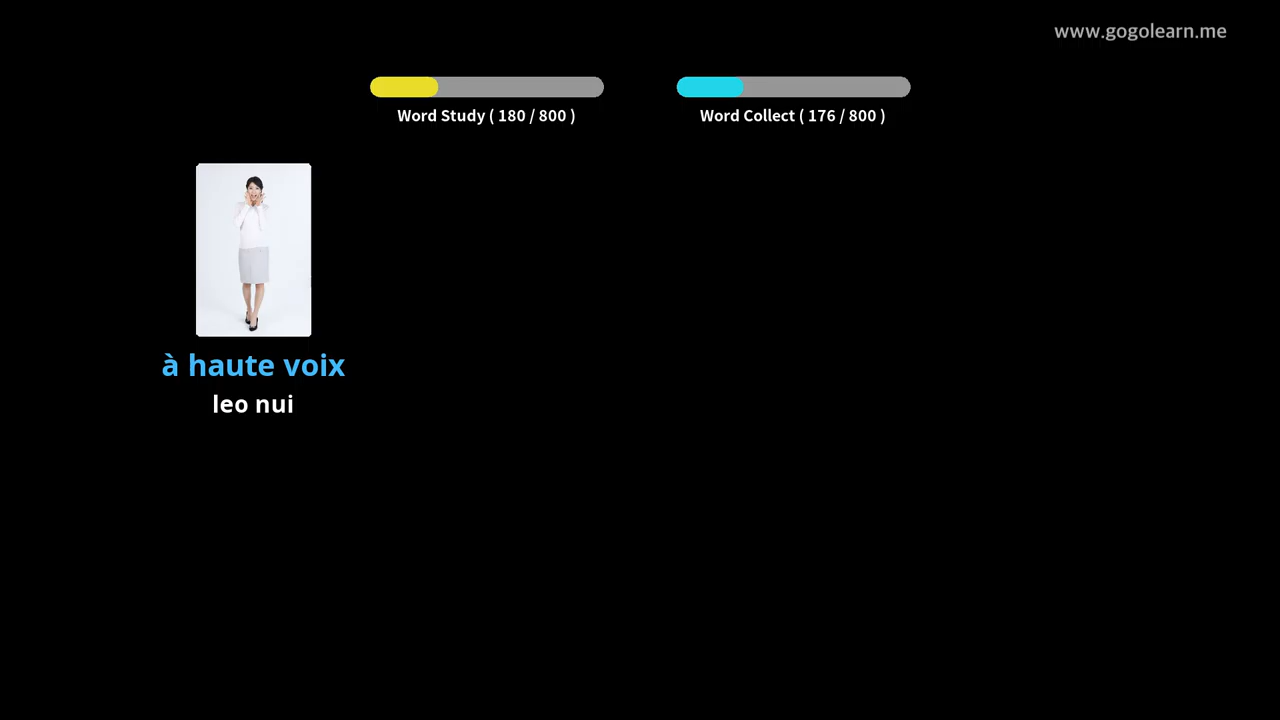 www.gogolearn.me
Word Study ( 180 / 800 )
Word Collect ( 176 / 800 )
à haute voix
leo nui